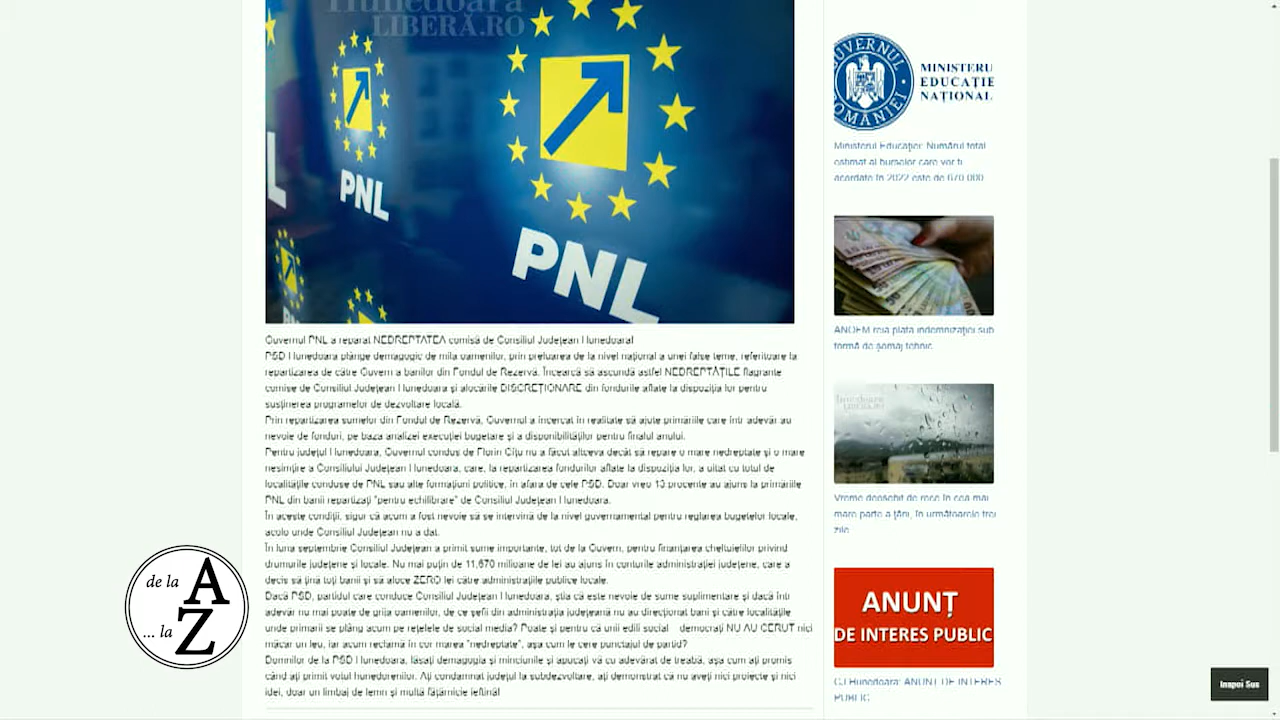 Hunedoara
LIBERĂ.RO
PNL
PNL
Guvernul PNL a reparat NEDREPTATEA comisă de Consiliul Județean Hunedoara!
PSD Hunedoara plânge demagogic de mila oamenilor, prin preluarea de la nivel național a unei false teme, referitoare la
repartizarea de către Guvern a banilor din Fondul de Rezervă. Încearcă să ascundă astfel NEDREPTĂȚILE flagrante
comise de Consiliul Județean Hunedoara și alocările DISCREȚIONARE din fondurile aflate la dispoziția lor pentru
susținerea programelor de dezvoltare locală.
Prin repartizarea sumelor din Fondul de Rezervă, Guvernul a încercat în realitate să ajute primăriile care într-adevăr au
nevoie de fonduri, pe baza analizei execuției bugetare și a disponibilităților pentru finalul anului.
Pentru județul Hunedoara, Guvernul condus de Florin Cîțu nu a făcut altceva decât să repare o mare nedreptate și o mare
nesimțire a Consiliului Județean Hunedoara, care, la repartizarea fondurilor aflate la dispoziția lor, a uitat cu totul de
localitățile conduse de PNL sau alte formațiuni politice, în afara de cele PSD. Doar vreo 13 procente au ajuns la primăriile
PNL din banii repartizați "pentru echilibrare" de Consiliul Județean Hunedoara.
În aceste condiții, sigur că acum a fost nevoie să se intervină de la nivel guvernamental pentru reglarea bugetelor locale,
acolo unde Consiliul Județean nu a dat.
În luna septembrie Consiliul Județean a primit sume importante, tot de la Guvern, pentru finanțarea cheltuielilor privind
drumurile județene și locale. Nu mai puțin de 11,670 milioane de lei au ajuns în conturile administrației județene, care a
decis să țină toți banii și să aloce ZERO lei către administrațiile publice locale.
Dacă PSD, partidul care conduce Consiliul Județean Hunedoara, știa că este nevoie de sume suplimentare și dacă într-
adevăr nu mai poate de grija oamenilor, de ce șefii din administrația județeană nu au direcționat bani și către localitățile
unde primarii se plâng acum pe rețelele de social media? Poate și pentru că unii edili social – democrați NU AU CERUT nici
măcar un leu, iar acum reclamă în cor marea "nedreptate", așa cum le cere punctajul de partid?
Domnilor de la PSD Hunedoara, lăsați demagogia și minciunile și apucați-vă cu adevărat de treabă, așa cum ați promis
când ați primit votul hunedorenilor. Ați condamnat județul la subdezvoltare, ați demonstrat că nu aveți nici proiecte și nici
idei, doar un limbaj de lemn și multă fățărnicie ieftină!
GUVERNUL
ROMÂNIEI
MINISTERU
EDUCAȚIE
NAȚIONAL
Ministerul Educației: Numărul total
estimat al burselor care vor fi
acordate în 2022 este de 670.000
ANOFM reia plata indemnizației sub
formă de șomaj tehnic
Hunedoara
LIBERĂ.RO
Vreme deosebit de rece în cea mai
mare parte a țării, în următoarele trei
zile
ANUNȚ
DE INTERES PUBLIC
CJ Hunedoara: ANUNȚ DE INTERES
PUBLIC
Inapoi Sus
de la A
... la Z